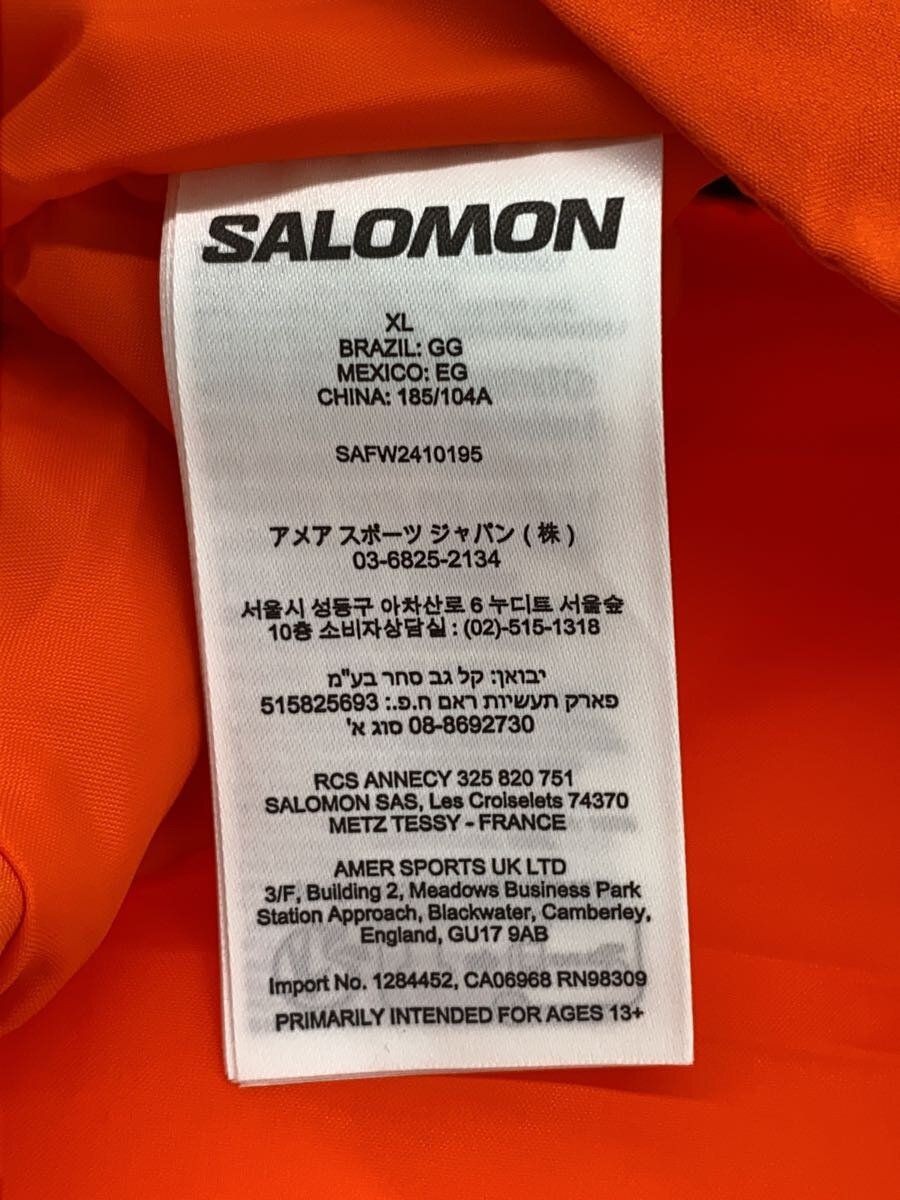 SALOMON
XL
BRAZIL: GG
MEXICO: EG
CHINA: 185/104A
SAFW2410195
アメア スポーツ ジャパン ( 株 )
03-6825-2134
서울시 성동구 아차산로 6 누디트 서울숲
10층 소비자상담실 : (02)-515-1318
יבואן: קל גב סחר בע"מ
פארק תעשיות ראם ח.פ.: 515825693
08-8692730 סוג א'
RCS ANNECY 325 820 751
SALOMON SAS, Les Croiselets 74370
METZ TESSY - FRANCE
AMER SPORTS UK LTD
3/F, Building 2, Meadows Business Park
Station Approach, Blackwater, Camberley,
England, GU17 9AB
Import No. 1284452, CA06968 RN98309
PRIMARILY INTENDED FOR AGES 13+